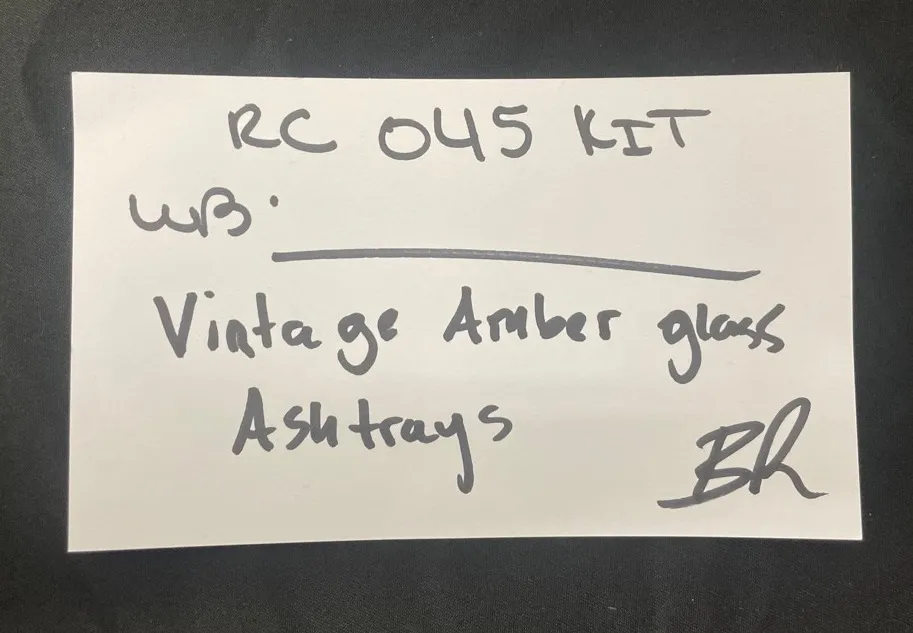 RC 045 KIT
WB.
Vintage Amber glass
Ashtrays
BR